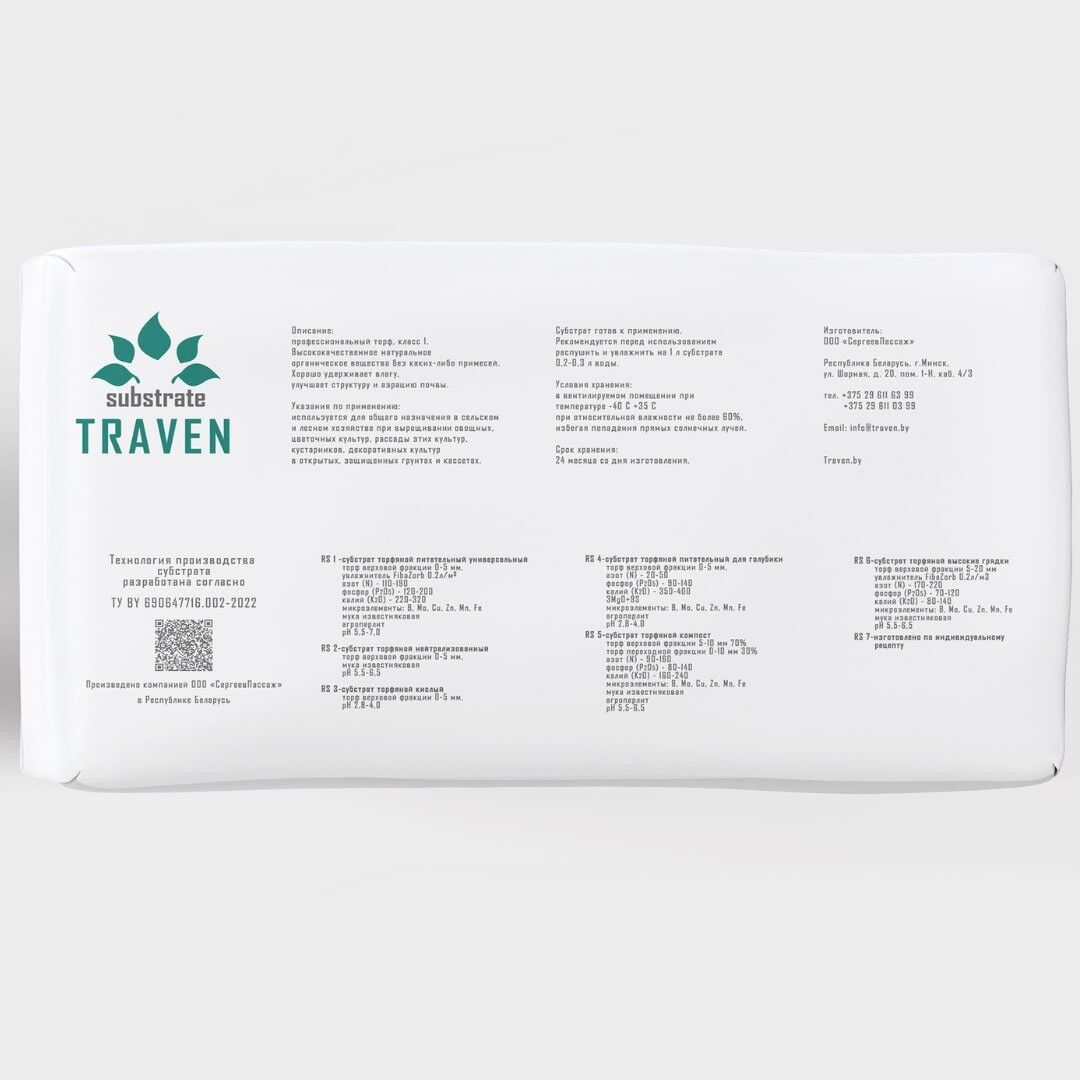 substrate
TRAVEN
Описание:
профессиональный торф, класс I.
Высококачественное натуральное
органическое вещество без каких-либо примесей.
Хорошо удерживает влагу,
улучшает структуру и аэрацию почвы.
Указания по применению:
используется для общего назначения в сельском
и лесном хозяйстве при выращивании овощных,
цветочных культур, рассады этих культур,
кустарников, декоративных культур
в открытых, защищенных грунтах и кассетах.
Субстрат готов к применению.
Рекомендуется перед использованием
распушить и увлажнить на 1 л субстрата
0,2-0,3 л воды.
Условия хранения:
в вентилируемом помещении при
температуре -40 С +35 С
при относительной влажности не более 60%,
избегая попадания прямых солнечных лучей.
Срок хранения:
24 месяца со дня изготовления.
Изготовитель:
ООО «СергеевПассаж»
Республика Беларусь, г.Минск,
ул. Шорная, д. 20, пом. 1-Н, каб. 4/3
тел. +375 29 611 63 99
+375 29 611 03 99
Email: info@traven.by
Traven.by
Технология производства
субстрата
разработана согласно
ТУ BY 690647716.002-2022
Произведено компанией ООО «СергеевПассаж»
в Республике Беларусь
RS 1 -субстрат торфяной питательный универсальный
торф верховой фракции 0-5 мм,
увлажнитель FibaZorb 0.2л/м³
азот (N) - 110-190
фосфор (P2O5) - 120-200
калий (K2O) - 220-320
микроэлементы: B, Mo, Cu, Zn, Mn, Fe
мука известняковая
агроперлит
pH 5.5-7,0
RS 2-субстрат торфяной нейтрализованный
торф верховой фракции 0-5 мм,
мука известняковая
pH 5.5-6,5
RS 3-субстрат торфяной кислый
торф верховой фракции 0-5 мм,
pH 2,8-4,0
RS 4-субстрат торфяной питательный для голубики
торф верховой фракции 0-5 мм,
азот (N) - 20-50
фосфор (P2O5) - 90-140
калий (K2O) - 350-400
3MgO+9S
микроэлементы: B, Mo, Cu, Zn, Mn, Fe
агроперлит
pH 2,8-4,0
RS 5-субстрат торфяной компост
торф верховой фракции 5-10 мм 70%
торф переходной фракции 0-10 мм 30%
азот (N) - 90-160
фосфор (P2O5) - 80-140
калий (K2O) - 160-240
микроэлементы: B, Mo, Cu, Zn, Mn, Fe
мука известняковая
агроперлит
pH 5.5-6,5
RS 6-субстрат торфяной высокие грядки
торф верховой фракции 5-20 мм
увлажнитель FibaZorb 0.2л/м3
азот (N) - 170-220
фосфор (P2O5) - 70-120
калий (K2O) - 80-140
микроэлементы: B, Mo, Cu, Zn, Mn, Fe
мука известняковая
pH 5.5-6,5
RS 7-изготовлено по индивидуальному
рецепту